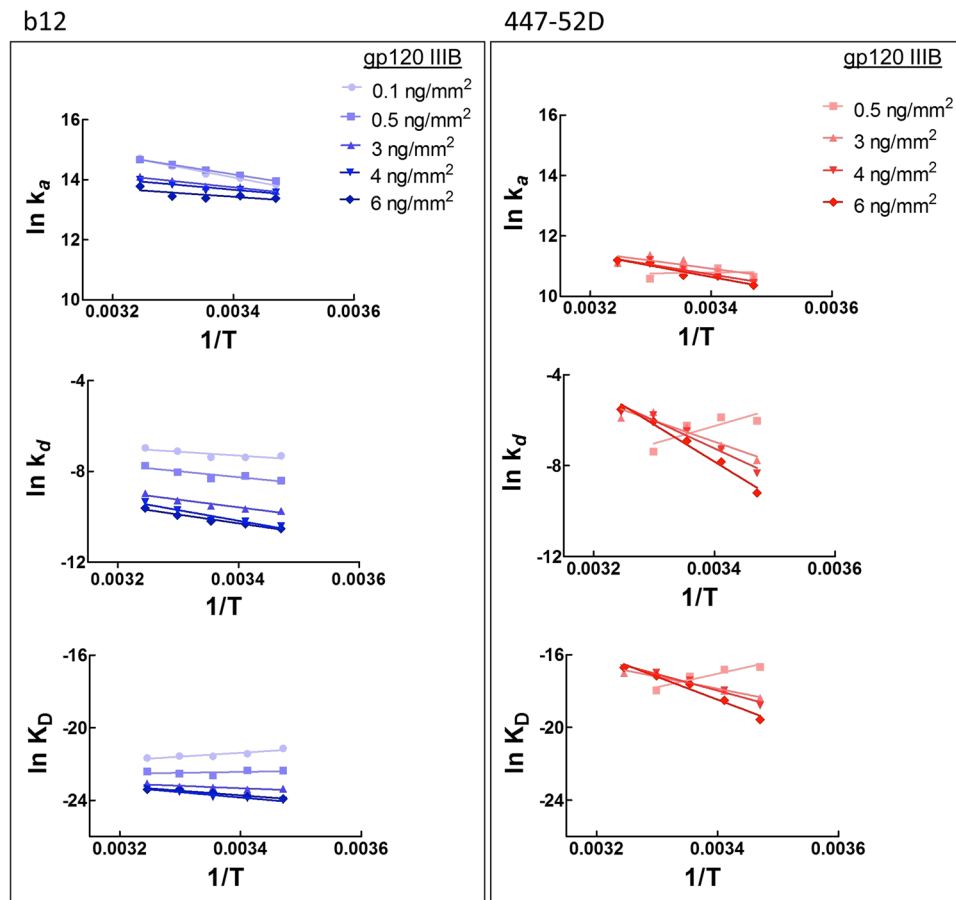 b12
gp120 IIIB
0.1 ng/mm²
0.5 ng/mm²
3 ng/mm²
4 ng/mm²
6 ng/mm²
ln kₐ
16
14
12
10
0.0032 0.0034 0.0036
1/T
ln k_d
-4
-8
-12
0.0032 0.0034 0.0036
1/T
ln K_D
-16
-20
-24
0.0032 0.0034 0.0036
1/T
447-52D
gp120 IIIB
0.5 ng/mm²
3 ng/mm²
4 ng/mm²
6 ng/mm²
ln kₐ
16
14
12
10
0.0032 0.0034 0.0036
1/T
ln k_d
-4
-8
-12
0.0032 0.0034 0.0036
1/T
ln K_D
-16
-20
-24
0.0032 0.0034 0.0036
1/T